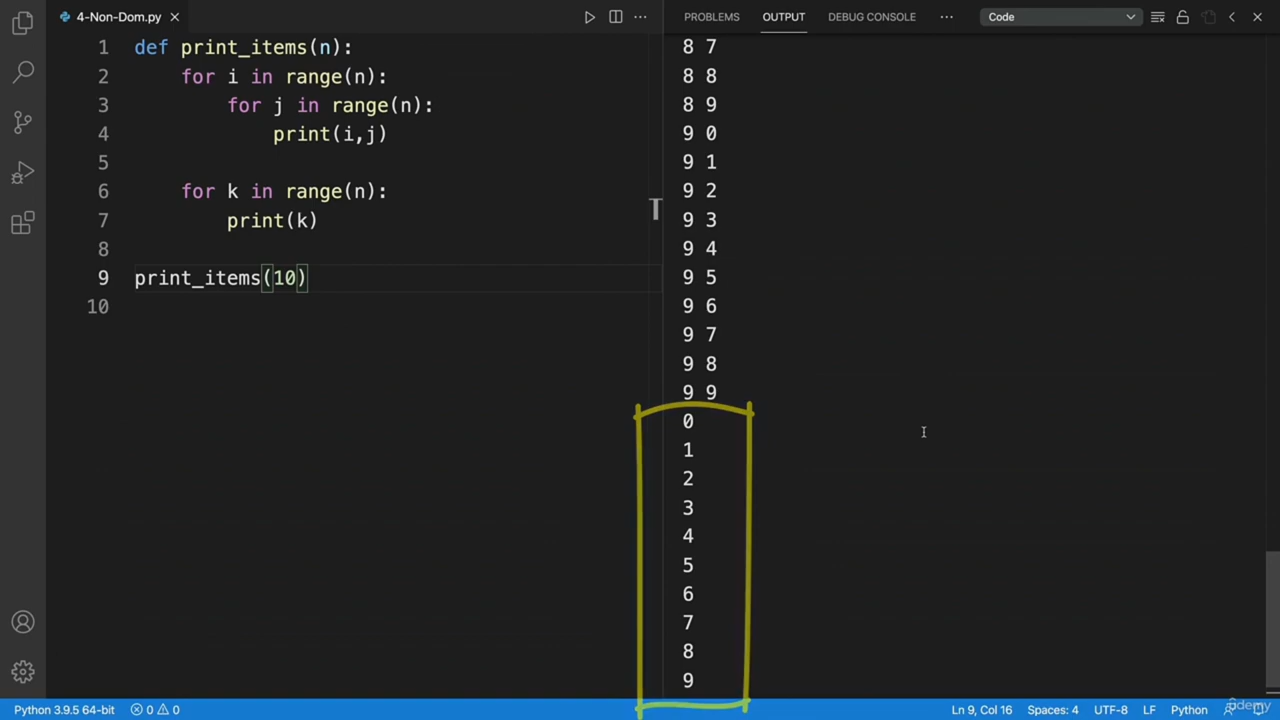 4-Non-Dom.py
PROBLEMS OUTPUT DEBUG CONSOLE Code
1 def print_items(n):
2 for i in range(n):
3 for j in range(n):
4 print(i,j)
5
6 for k in range(n):
7 print(k)
8
9 print_items(10)
10
8 7
8 8
8 9
9 0
9 1
9 2
9 3
9 4
9 5
9 6
9 7
9 8
9 9
0
1
2
3
4
5
6
7
8
9
Python 3.9.5 64-bit 0 0 Ln 9, Col 16 Spaces: 4 UTF-8 LF Python
udemy